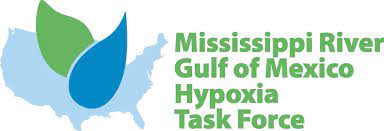 Mississippi River
Gulf of Mexico
Hypoxia
Task Force